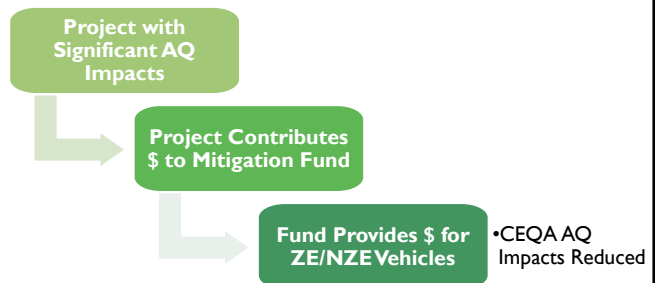 Project with
Significant AQ
Impacts
Project Contributes
$ to Mitigation Fund
Fund Provides $ for
ZE/NZE Vehicles
•CEQA AQ
Impacts Reduced